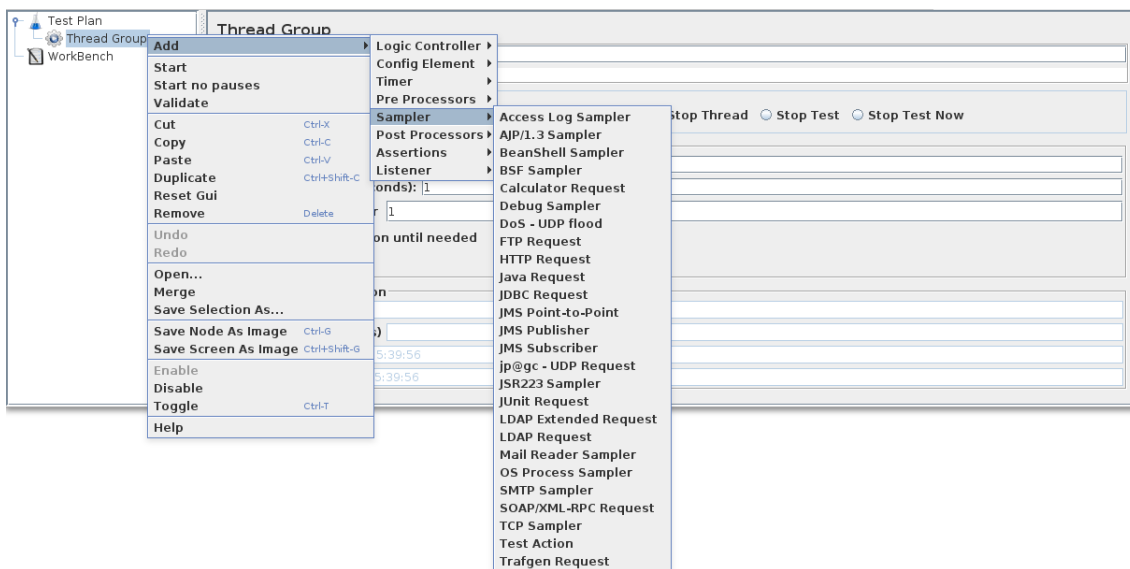 Test Plan
Thread Group
WorkBench
Thread Group
Add
Start
Start no pauses
Validate
Cut Ctrl-X
Copy Ctrl-C
Paste Ctrl-V
Duplicate Ctrl+Shift-C
Reset Gui
Remove Delete
Undo
Redo
Open...
Merge
Save Selection As...
Save Node As Image Ctrl-G
Save Screen As Image Ctrl+Shift-G
Enable
Disable
Toggle Ctrl-T
Help
Logic Controller
Config Element
Timer
Pre Processors
Sampler
Post Processors
Assertions
Listener
Access Log Sampler
AJP/1.3 Sampler
BeanShell Sampler
BSF Sampler
Calculator Request
Debug Sampler
DoS - UDP flood
FTP Request
HTTP Request
Java Request
JDBC Request
JMS Point-to-Point
JMS Publisher
JMS Subscriber
jp@gc - UDP Request
JSR223 Sampler
JUnit Request
LDAP Extended Request
LDAP Request
Mail Reader Sampler
OS Process Sampler
SMTP Sampler
SOAP/XML-RPC Request
TCP Sampler
Test Action
Trafgen Request
Stop Thread Stop Test Stop Test Now
onds): 1
1
on until needed
on
5:39:56
5:39:56